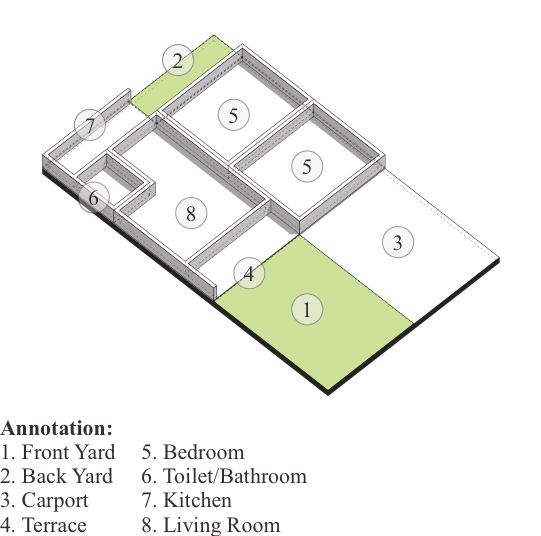 2
5
7
5
6
8
3
4
1
Annotation:
1. Front Yard 5. Bedroom
2. Back Yard 6. Toilet/Bathroom
3. Carport 7. Kitchen
4. Terrace 8. Living Room